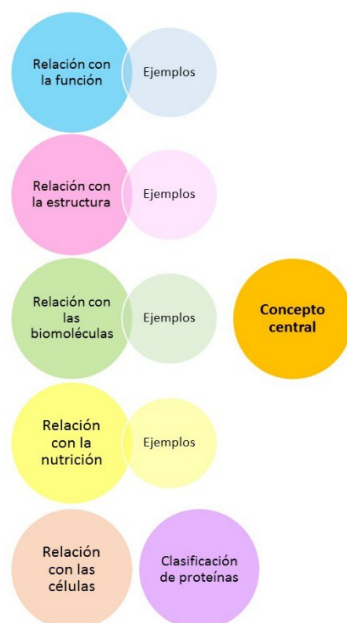 Relación con
la función
Ejemplos
Relación con
la estructura
Ejemplos
Relación con
las
biomoléculas
Ejemplos
Concepto
central
Relación
con la
nutrición
Ejemplos
Relación
con las
células
Clasificación
de proteínas